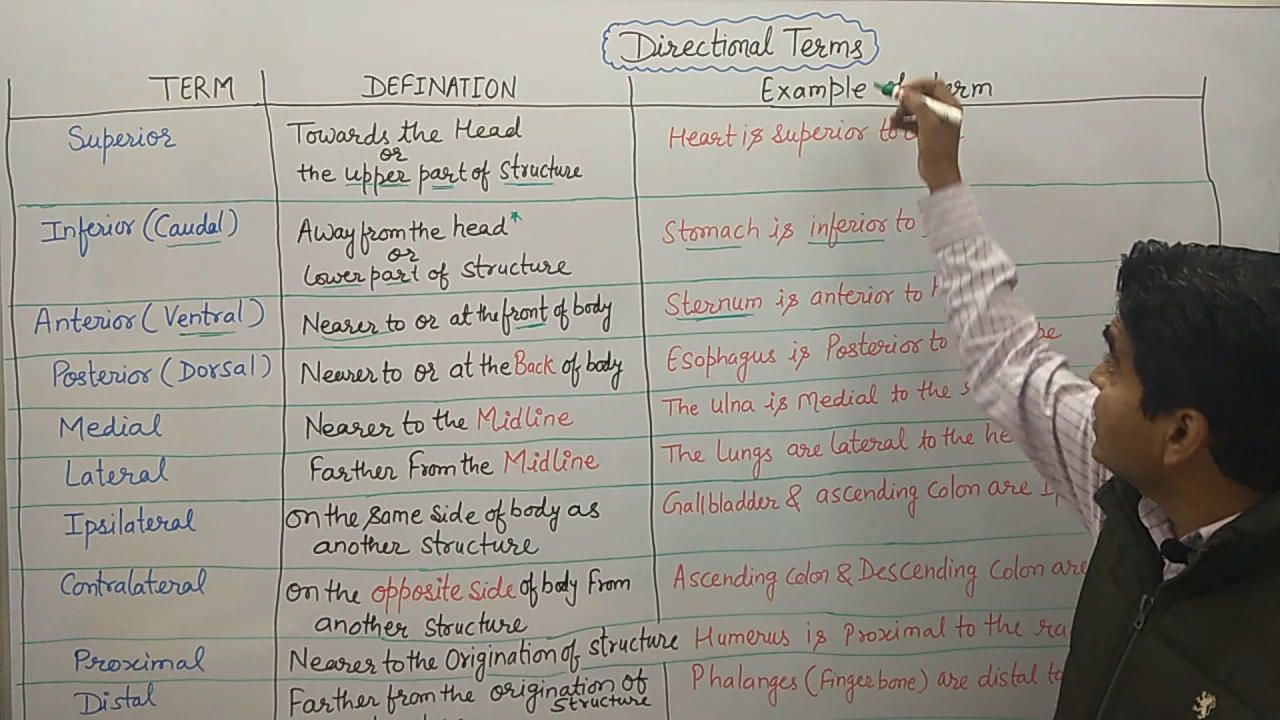 Directional Terms
TERM DEFINATION Example of term
Superior
Towards the Head
or
the upper part of structure
Heart is superior to
Inferior (Caudal)
Away from the head*
or
Lower part of structure
Stomach is inferior to
Anterior (Ventral)
Nearer to or at the front of body
Sternum is anterior to
Posterior (Dorsal)
Nearer to or at the Back of body
Esophagus is Posterior to
Medial
Nearer to the Midline
The ulna is Medial to the
Lateral
Farther From the Midline
The Lungs are lateral to the
Ipsilateral
on the same side of body as
another structure
Gallbladder & ascending Colon are
Contralateral
on the opposite side of body From
another structure
Ascending Colon & Descending Colon are
Proximal
Nearer to the Origination of structure
Humerus is Proximal to the
Distal
Farther from the origination of
structure
Phalanges (Finger bone) are distal to